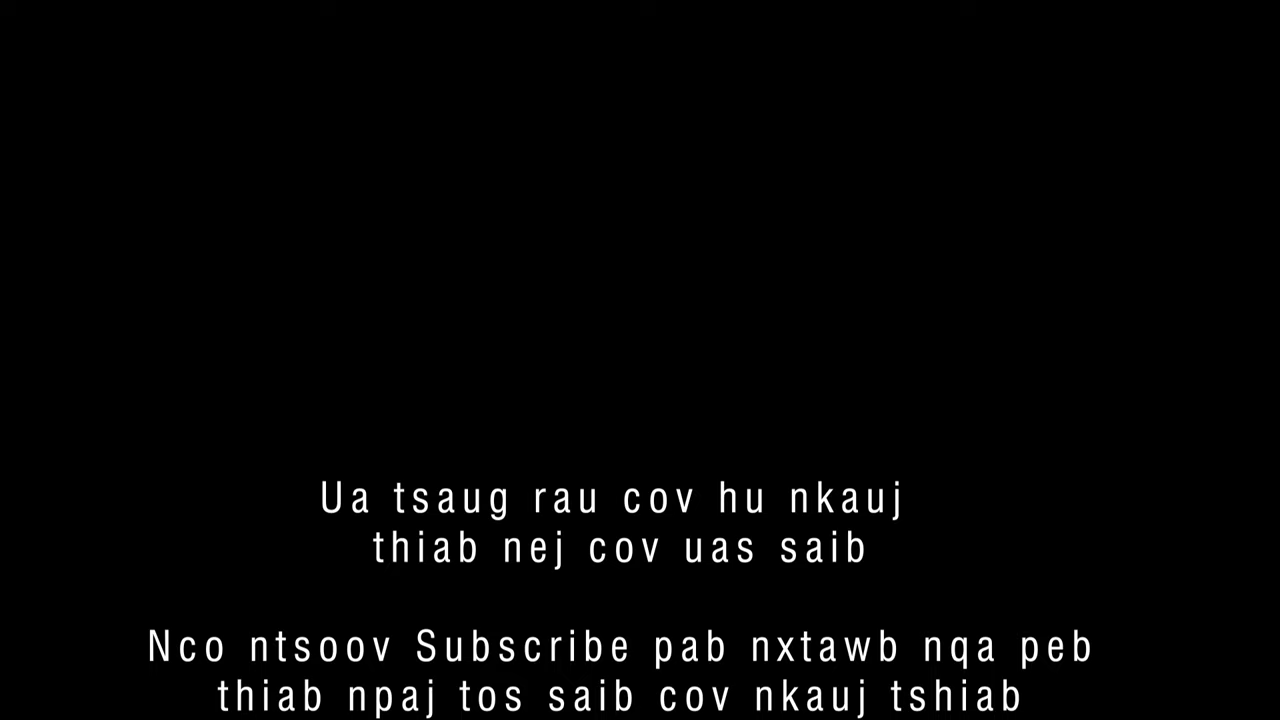 Ua tsaug rau cov hu nkauj
thiab nej cov uas saib
Nco ntsoov Subscribe pab nxtawb nqa peb
thiab npaj tos saib cov nkauj tshiab